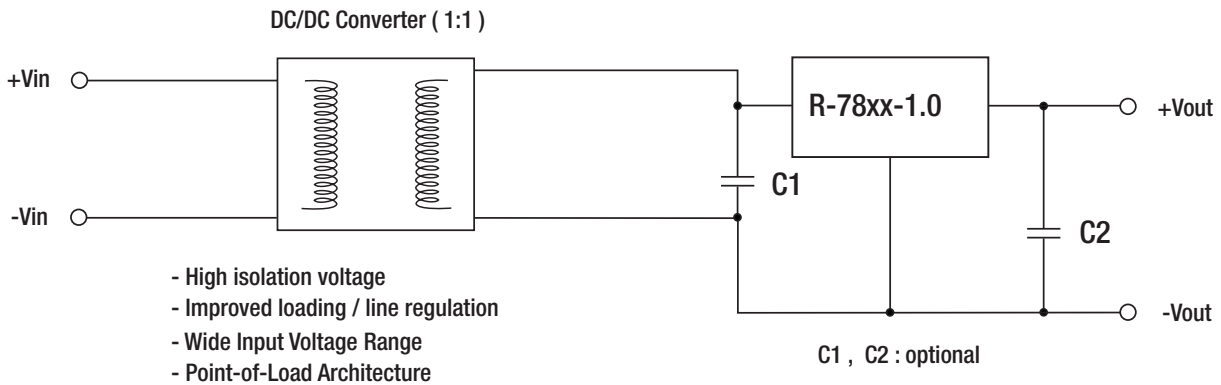 DC/DC Converter ( 1:1 )
+Vin
R-78xx-1.0
+Vout
C1
-Vin
C2
- High isolation voltage
- Improved loading / line regulation
- Wide Input Voltage Range
- Point-of-Load Architecture
-Vout
C1 , C2 : optional